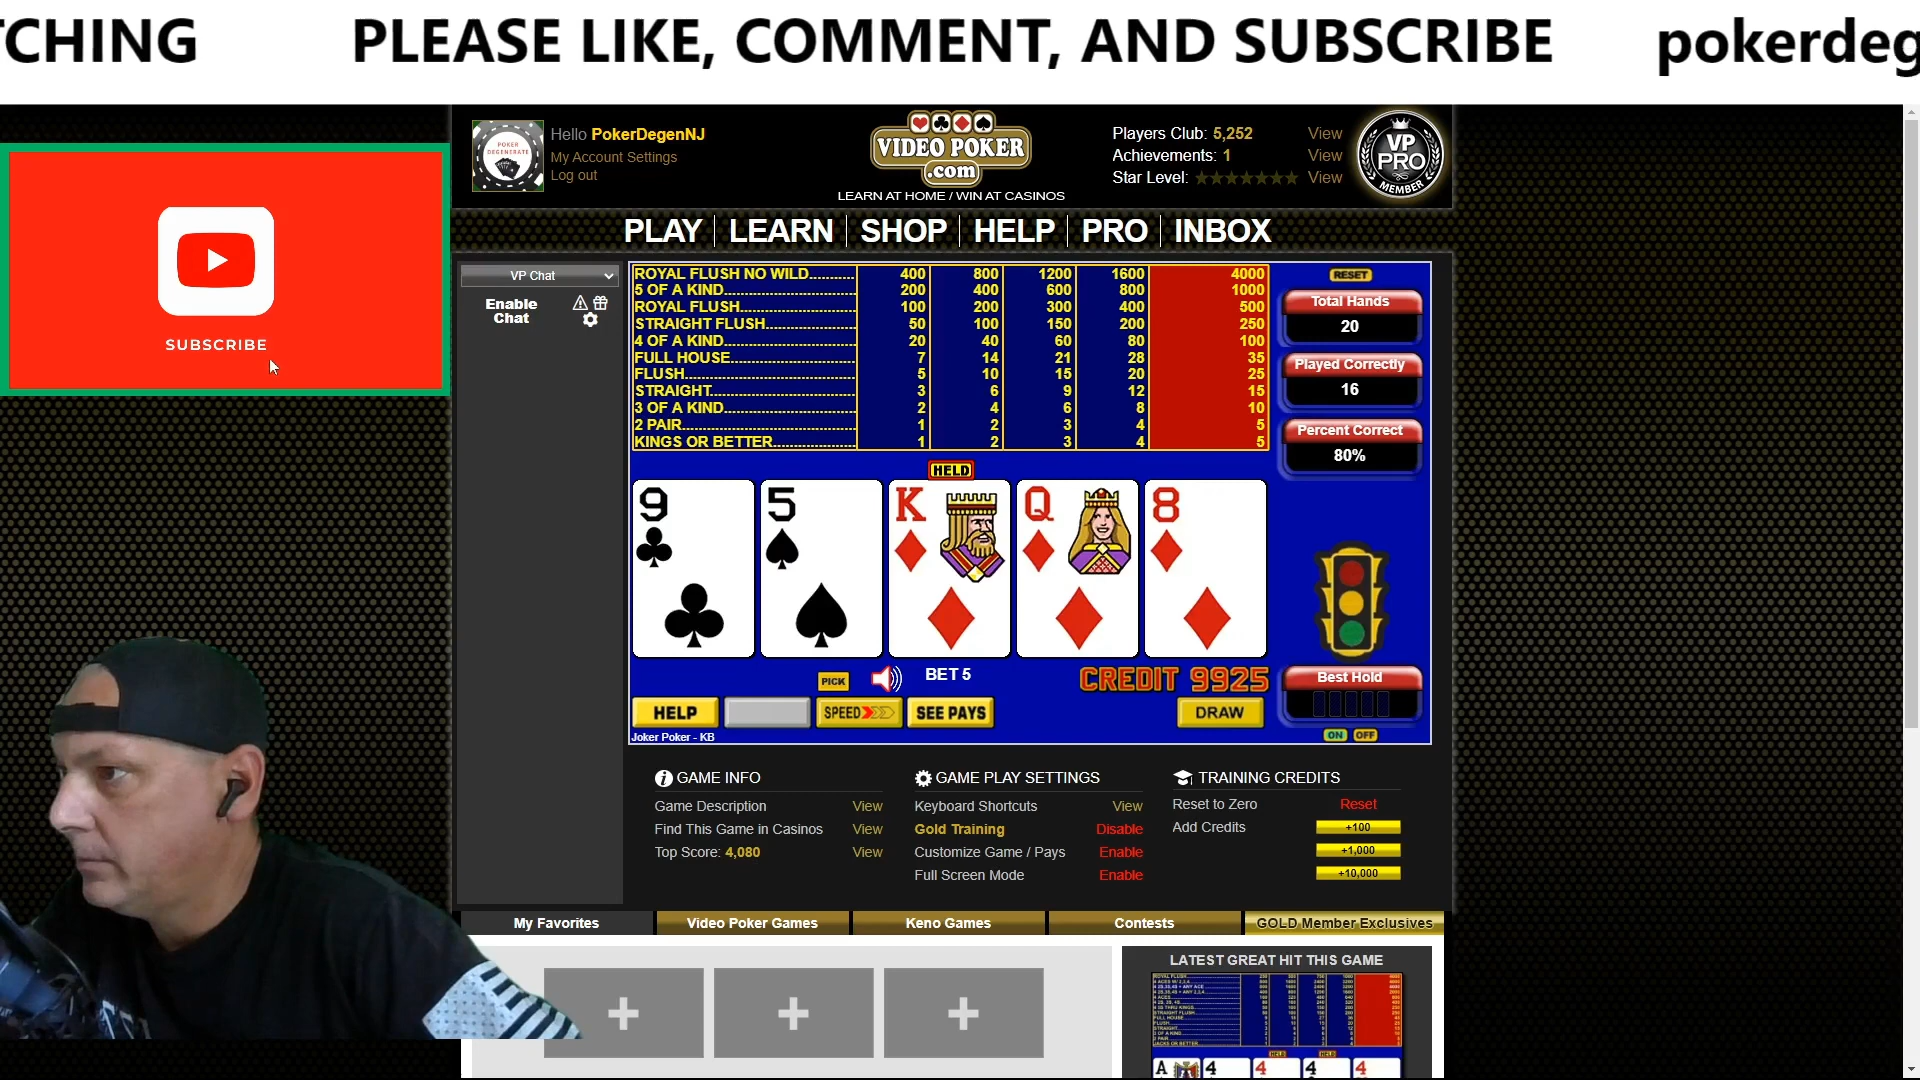 TCHING PLEASE LIKE, COMMENT, AND SUBSCRIBE pokerdeg
POKER
DEGENERATE
Hello PokerDegenNJ
My Account Settings
Log out
VIDEO POKER
.com
LEARN AT HOME / WIN AT CASINOS
Players Club: 5,252 View
Achievements: 1 View
Star Level: View
VP
PRO
MEMBER
SUBSCRIBE
PLAY LEARN SHOP HELP PRO INBOX
VP Chat
Enable
Chat
ROYAL FLUSH NO WILD.......... 400 800 1200 1600 4000
5 OF A KIND.......... 200 400 600 800 1000
ROYAL FLUSH.......... 100 200 300 400 500
STRAIGHT FLUSH.......... 50 100 150 200 250
4 OF A KIND.......... 20 40 60 80 100
FULL HOUSE.......... 7 14 21 28 35
FLUSH.......... 5 10 15 20 25
STRAIGHT.......... 3 6 9 12 15
3 OF A KIND.......... 2 4 6 8 10
2 PAIR.......... 1 2 3 4 5
KINGS OR BETTER.......... 1 2 3 4 5
RESET
Total Hands
20
Played Correctly
16
Percent Correct
80%
HELD
9 5 K Q 8
PICK BET 5 CREDIT 9925
HELP SPEED SEE PAYS DRAW
Joker Poker - KB
Best Hold
ON OFF
GAME INFO
Game Description View
Find This Game in Casinos View
Top Score: 4,080 View
GAME PLAY SETTINGS
Keyboard Shortcuts View
Gold Training Disable
Customize Game / Pays Enable
Full Screen Mode Enable
TRAINING CREDITS
Reset to Zero Reset
Add Credits +100
+1,000
+10,000
My Favorites Video Poker Games Keno Games Contests GOLD Member Exclusives
LATEST GREAT HIT THIS GAME
A 4 4 4 4